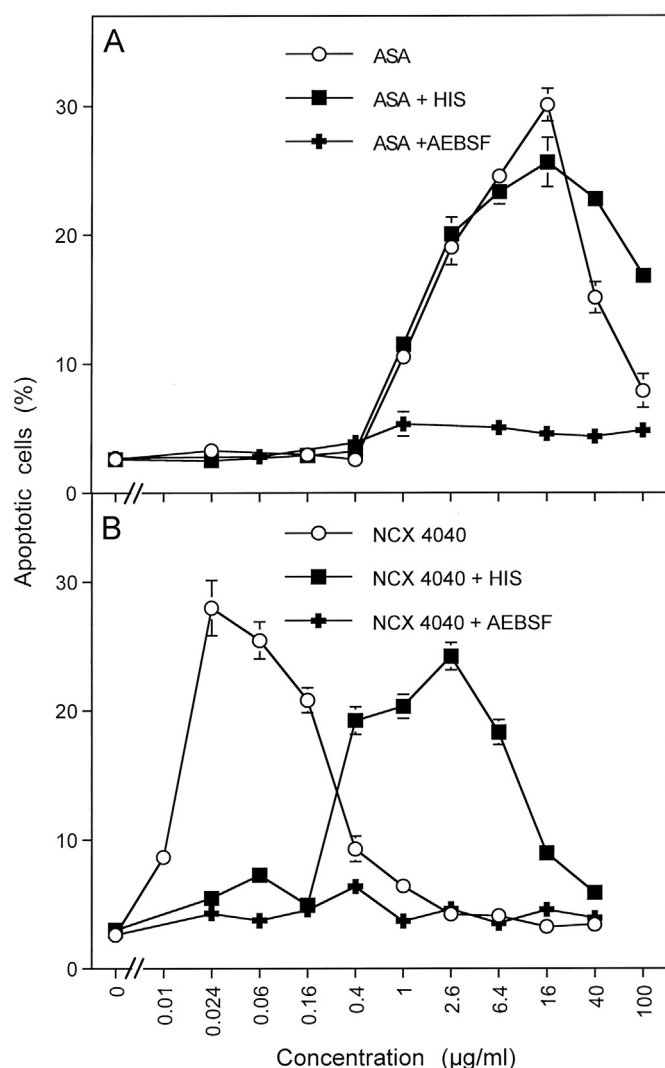 A
ASA
ASA + HIS
ASA +AEBSF
30
20
10
0
B
NCX 4040
NCX 4040 + HIS
NCX 4040 + AEBSF
30
20
10
0
Apoptotic cells (%)
0 0.01 0.024 0.06 0.16 0.4 1 2.6 6.4 16 40 100
Concentration (µg/ml)